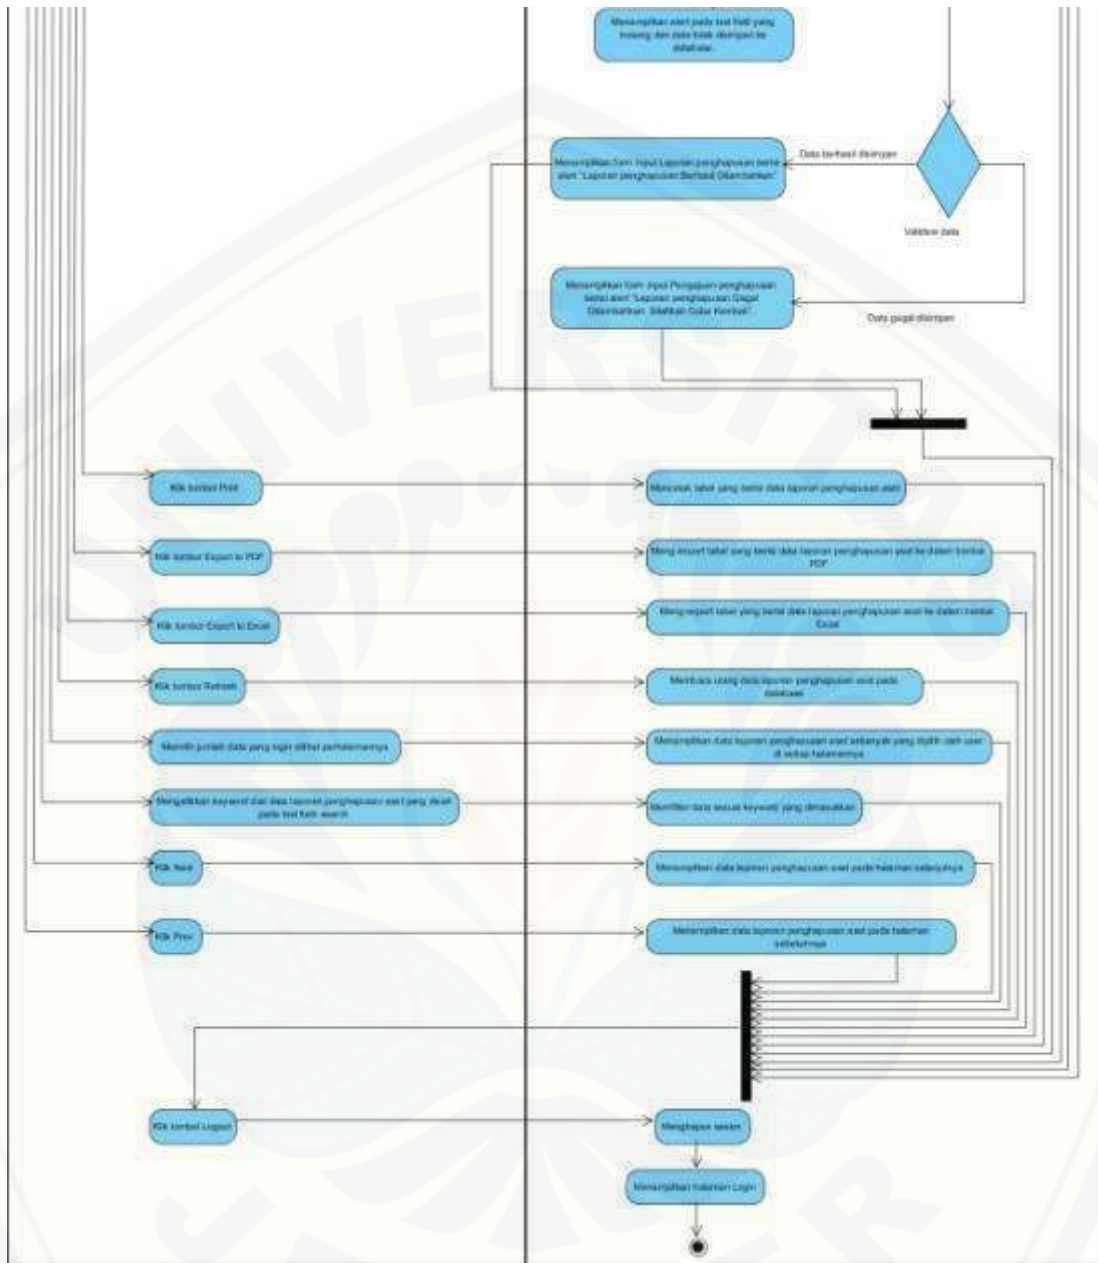 Menampilkan alert pada text field yang
kosong dan data tidak disimpan ke
database.
Data berhasil disimpan
Menampilkan form input Laporan penghapusan berisi
alert "Laporan penghapusan Berhasil Ditambahkan"
Validasi data
Menampilkan form input Pengajuan penghapusan
berisi alert "Laporan penghapusan Gagal
Ditambahkan. Silahkan Coba Kembali"
Data gagal disimpan
Klik tombol Print
Mencetak tabel yang berisi data laporan penghapusan aset
Klik tombol Export to PDF
Meng-export tabel yang berisi data laporan penghapusan aset ke dalam bentuk
PDF
Klik tombol Export to Excel
Meng-export tabel yang berisi data laporan penghapusan aset ke dalam bentuk
Excel
Klik tombol Refresh
Membaca ulang data laporan penghapusan aset pada
database
Memilih jumlah data yang ingin dilihat perhalamannya
Menampilkan data laporan penghapusan aset sebanyak yang dipilih oleh user
di setiap halamannya
Mengetikkan keyword dari data laporan penghapusan aset yang dicari
pada text field search
Memfilter data sesuai keyword yang dimasukkan
Klik Next
Menampilkan data laporan penghapusan aset pada halaman selanjutnya
Klik Prev
Menampilkan data laporan penghapusan aset pada halaman
sebelumnya
Klik tombol Logout
Menghapus session
Menampilkan halaman Login
UNIVERSITAS
JEMBER